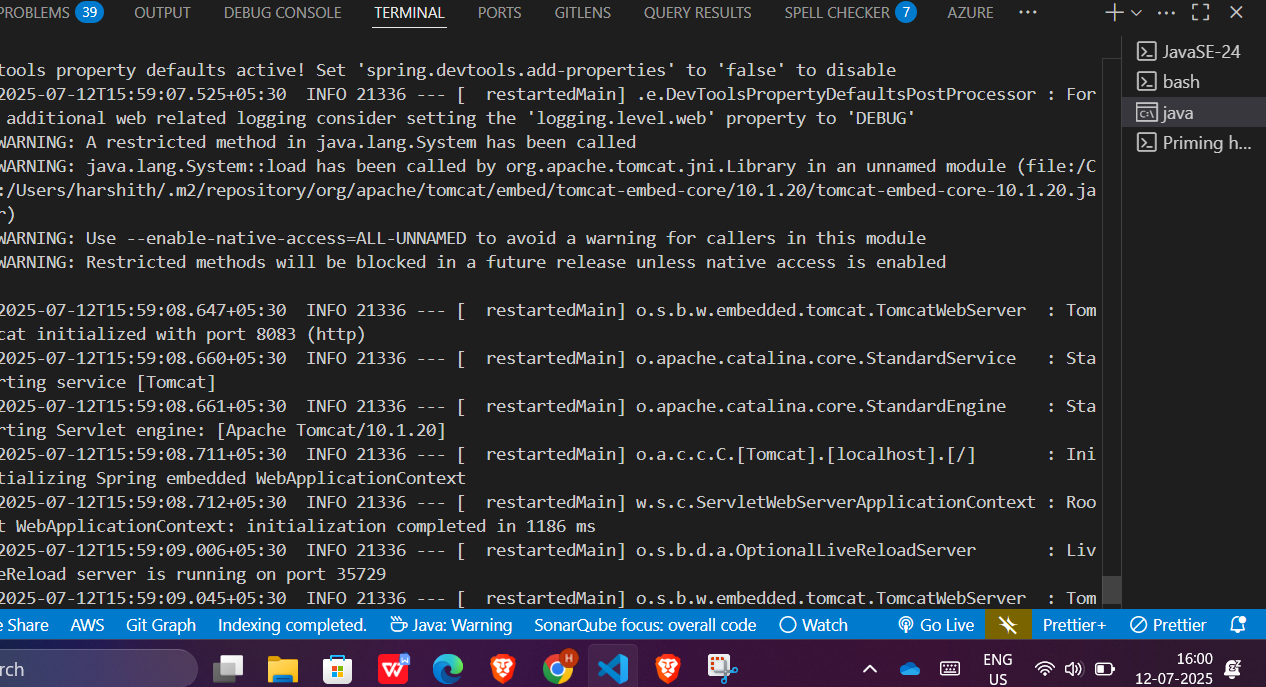 PROBLEMS 39 OUTPUT DEBUG CONSOLE TERMINAL PORTS GITLENS QUERY RESULTS SPELL CHECKER 7 AZURE
tools property defaults active! Set 'spring.devtools.add-properties' to 'false' to disable
2025-07-12T15:59:07.525+05:30  INFO 21336 --- [  restartedMain] .e.DevToolsPropertyDefaultsPostProcessor : For
additional web related logging consider setting the 'logging.level.web' property to 'DEBUG'
WARNING: A restricted method in java.lang.System has been called
WARNING: java.lang.System::load has been called by org.apache.tomcat.jni.Library in an unnamed module (file:/C
:/Users/harshith/.m2/repository/org/apache/tomcat/embed/tomcat-embed-core/10.1.20/tomcat-embed-core-10.1.20.ja
r)
WARNING: Use --enable-native-access=ALL-UNNAMED to avoid a warning for callers in this module
WARNING: Restricted methods will be blocked in a future release unless native access is enabled
2025-07-12T15:59:08.647+05:30  INFO 21336 --- [  restartedMain] o.s.b.w.embedded.tomcat.TomcatWebServer  : Tom
cat initialized with port 8083 (http)
2025-07-12T15:59:08.660+05:30  INFO 21336 --- [  restartedMain] o.apache.catalina.core.StandardService   : Sta
rting service [Tomcat]
2025-07-12T15:59:08.661+05:30  INFO 21336 --- [  restartedMain] o.apache.catalina.core.StandardEngine    : Sta
rting Servlet engine: [Apache Tomcat/10.1.20]
2025-07-12T15:59:08.711+05:30  INFO 21336 --- [  restartedMain] o.a.c.c.C.[Tomcat].[localhost].[/]       : Ini
tializing Spring embedded WebApplicationContext
2025-07-12T15:59:08.712+05:30  INFO 21336 --- [  restartedMain] w.s.c.ServletWebServerApplicationContext : Roo
t WebApplicationContext: initialization completed in 1186 ms
2025-07-12T15:59:09.006+05:30  INFO 21336 --- [  restartedMain] o.s.b.d.a.OptionalLiveReloadServer       : Liv
eReload server is running on port 35729
2025-07-12T15:59:09.045+05:30  INFO 21336 --- [  restartedMain] o.s.b.w.embedded.tomcat.TomcatWebServer  : Tom
JavaSE-24
bash
java
Priming h...
e Share AWS Git Graph Indexing completed. Java: Warning SonarQube focus: overall code Watch Go Live Prettier+ Prettier
rch
ENG
US
16:00
12-07-2025